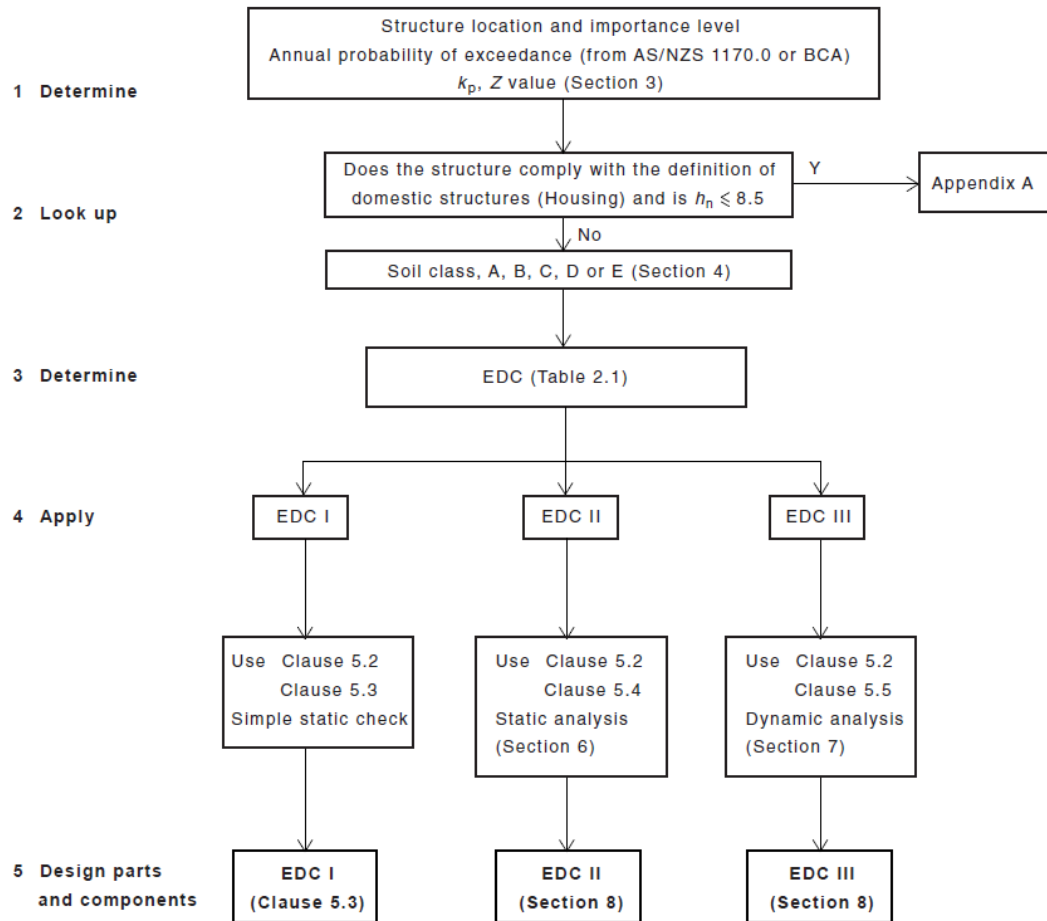 Structure location and importance level
Annual probability of exceedance (from AS/NZS 1170.0 or BCA)
kp, Z value (Section 3)
1 Determine
Does the structure comply with the definition of
domestic structures (Housing) and is hn ⩽ 8.5
Y
Appendix A
2 Look up
No
Soil class, A, B, C, D or E (Section 4)
3 Determine
EDC (Table 2.1)
4 Apply
EDC I
EDC II
EDC III
Use Clause 5.2
Clause 5.3
Simple static check
Use Clause 5.2
Clause 5.4
Static analysis
(Section 6)
Use Clause 5.2
Clause 5.5
Dynamic analysis
(Section 7)
5 Design parts
and components
EDC I
(Clause 5.3)
EDC II
(Section 8)
EDC III
(Section 8)